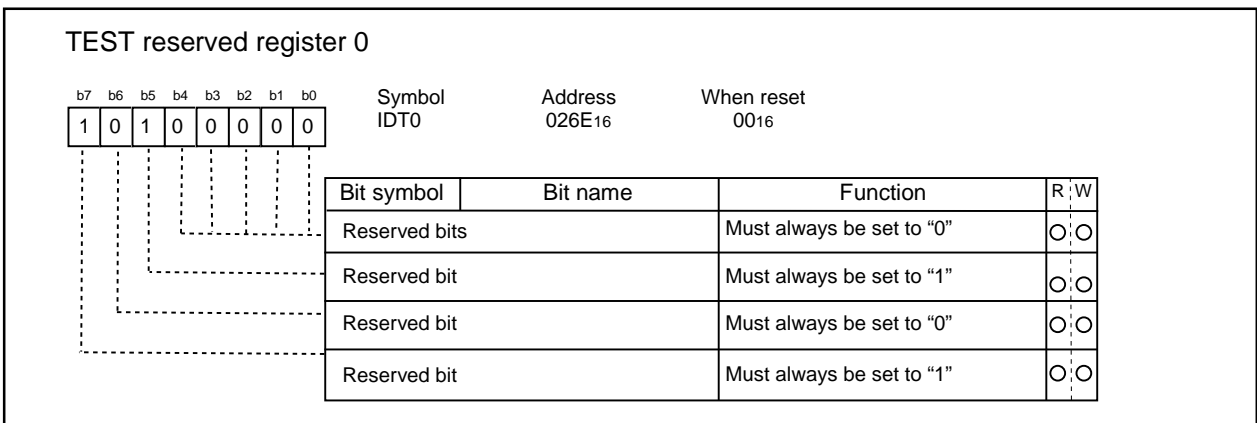 TEST reserved register 0
b7 b6 b5 b4 b3 b2 b1 b0 Symbol Address When reset
1 0 1 0 0 0 0 0 IDT0 026E16 0016
Bit symbol Bit name Function R W
Reserved bits Must always be set to “0”
Reserved bit Must always be set to “1”
Reserved bit Must always be set to “0”
Reserved bit Must always be set to “1”